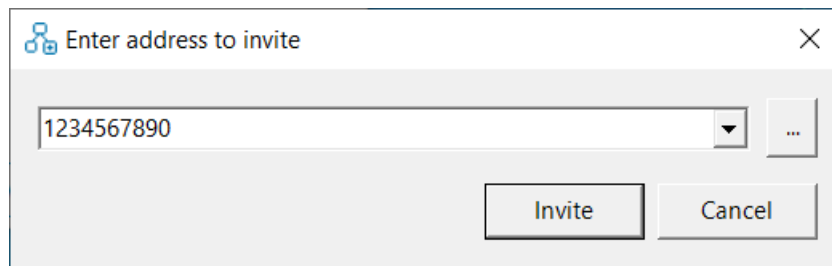 Enter address to invite
1234567890
...
Invite
Cancel